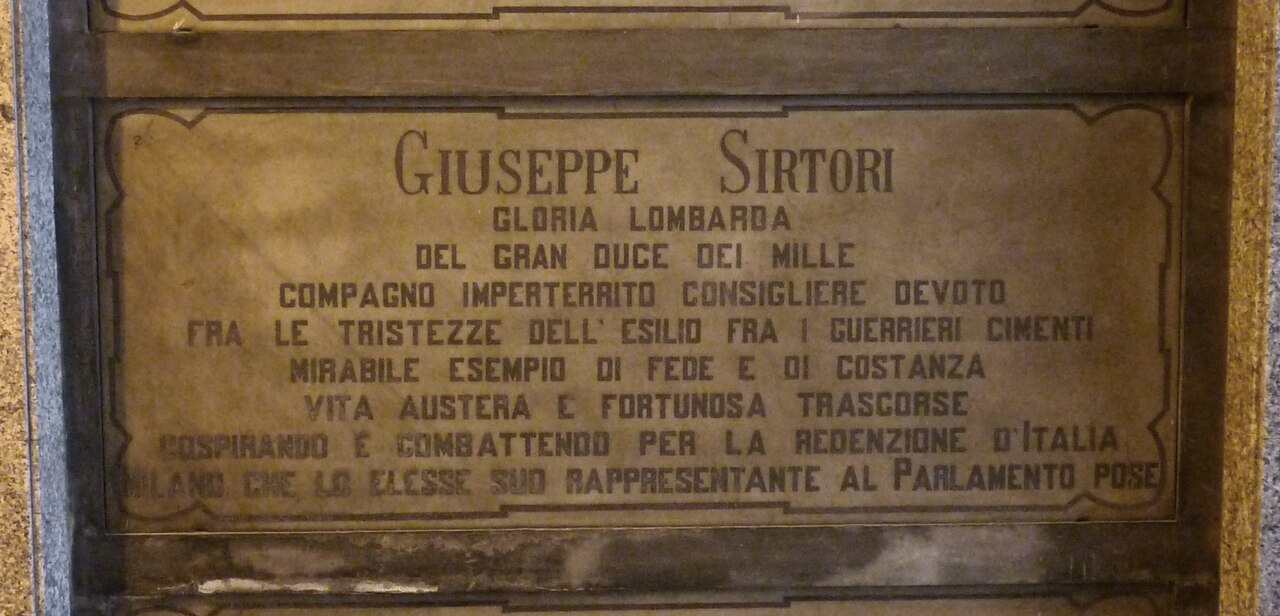 2
GIUSEPPE SIRTORI
GLORIA LOMBARDA
DEL GRAN DUCE DEI MILLE
COMPAGNO IMPERTERRITO CONSIGLIERE DEVOTO
FRA LE TRISTEZZE DELL' ESILIO FRA I GUERRIERI CIMENTI
MIRABILE ESEMPIO DI FEDE E DI COSTANZA
VITA AUSTERA E FORTUNOSA TRASCORSE
COSPIRANDO E COMBATTENDO PER LA REDENZIONE D'ITALIA
MILANO CHE LO ELESSE SUO RAPPRESENTANTE AL PARLAMENTO POSE